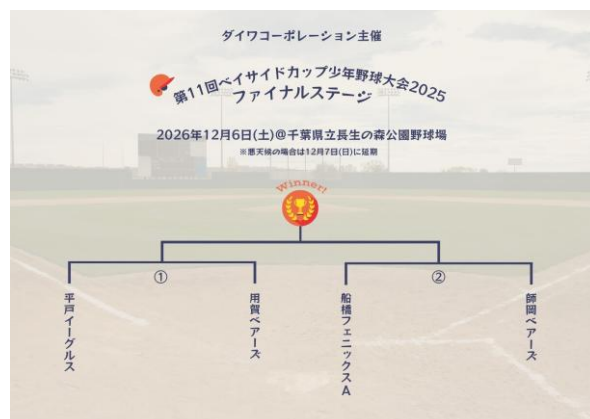 ダイワコーポレーション主催
第11回ベイサイドカップ少年野球大会2025
ファイナルステージ
2026年12月6日(土)@千葉県立長生の森公園野球場
※悪天候の場合は12月7日(日)に延期
Winner!
①
②
平戸イーグルス
用賀ベアーズ
船橋フェニックスA
師岡ベアーズ